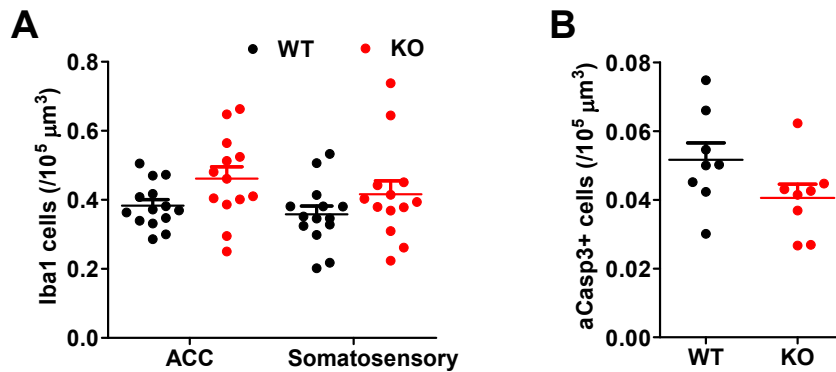 A
WT
KO
Iba1 cells (/10⁵ μm³)
0.8
0.6
0.4
0.2
0.0
ACC
Somatosensory
B
aCasp3+ cells (/10⁵ μm³)
0.08
0.06
0.04
0.02
0.00
WT
KO